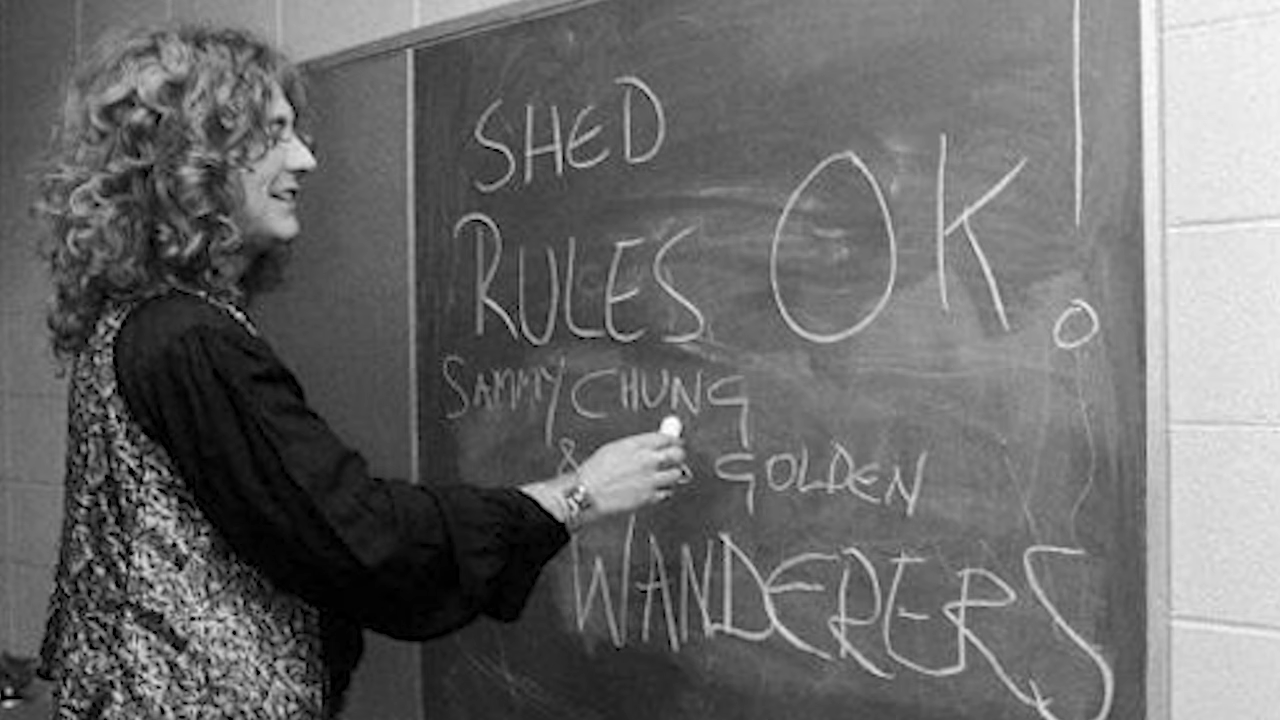 SHED
RULES OK!
SAMMY CHUNG
& GOLDEN
WANDERERS